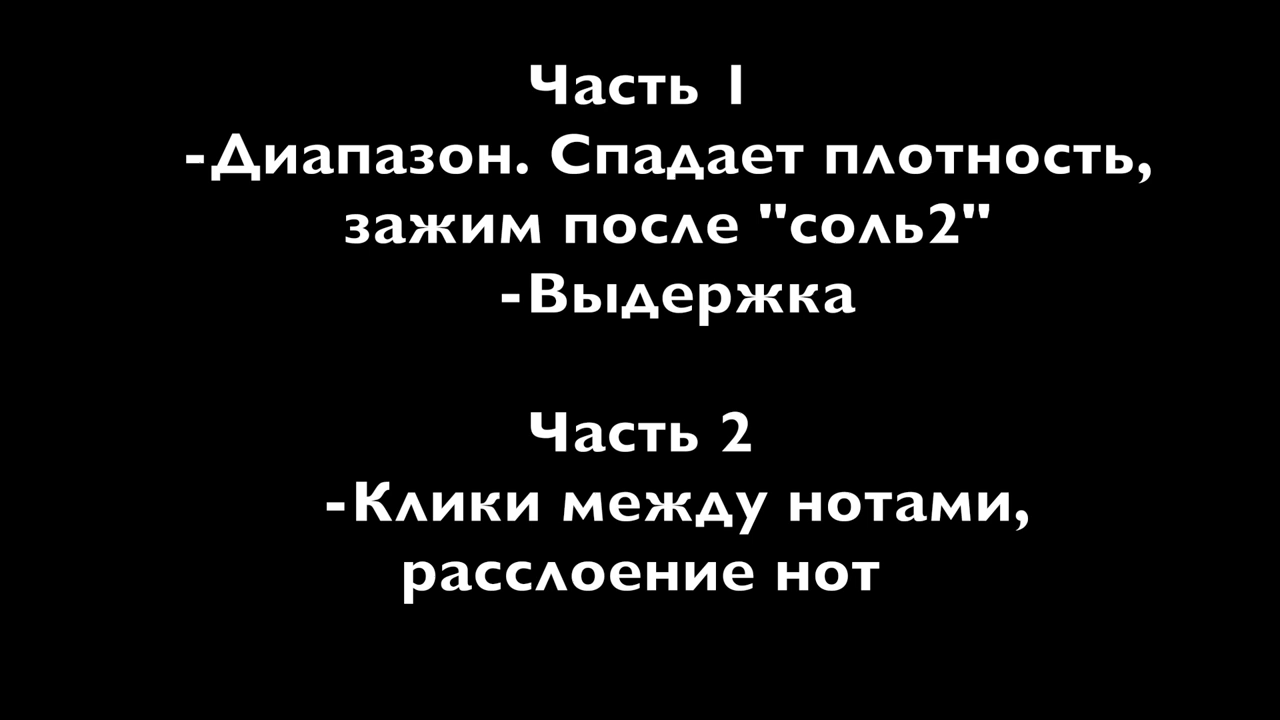 Часть 1
-Диапазон. Спадает плотность,
зажим после "соль2"
-Выдержка
Часть 2
-Клики между нотами,
расслоение нот